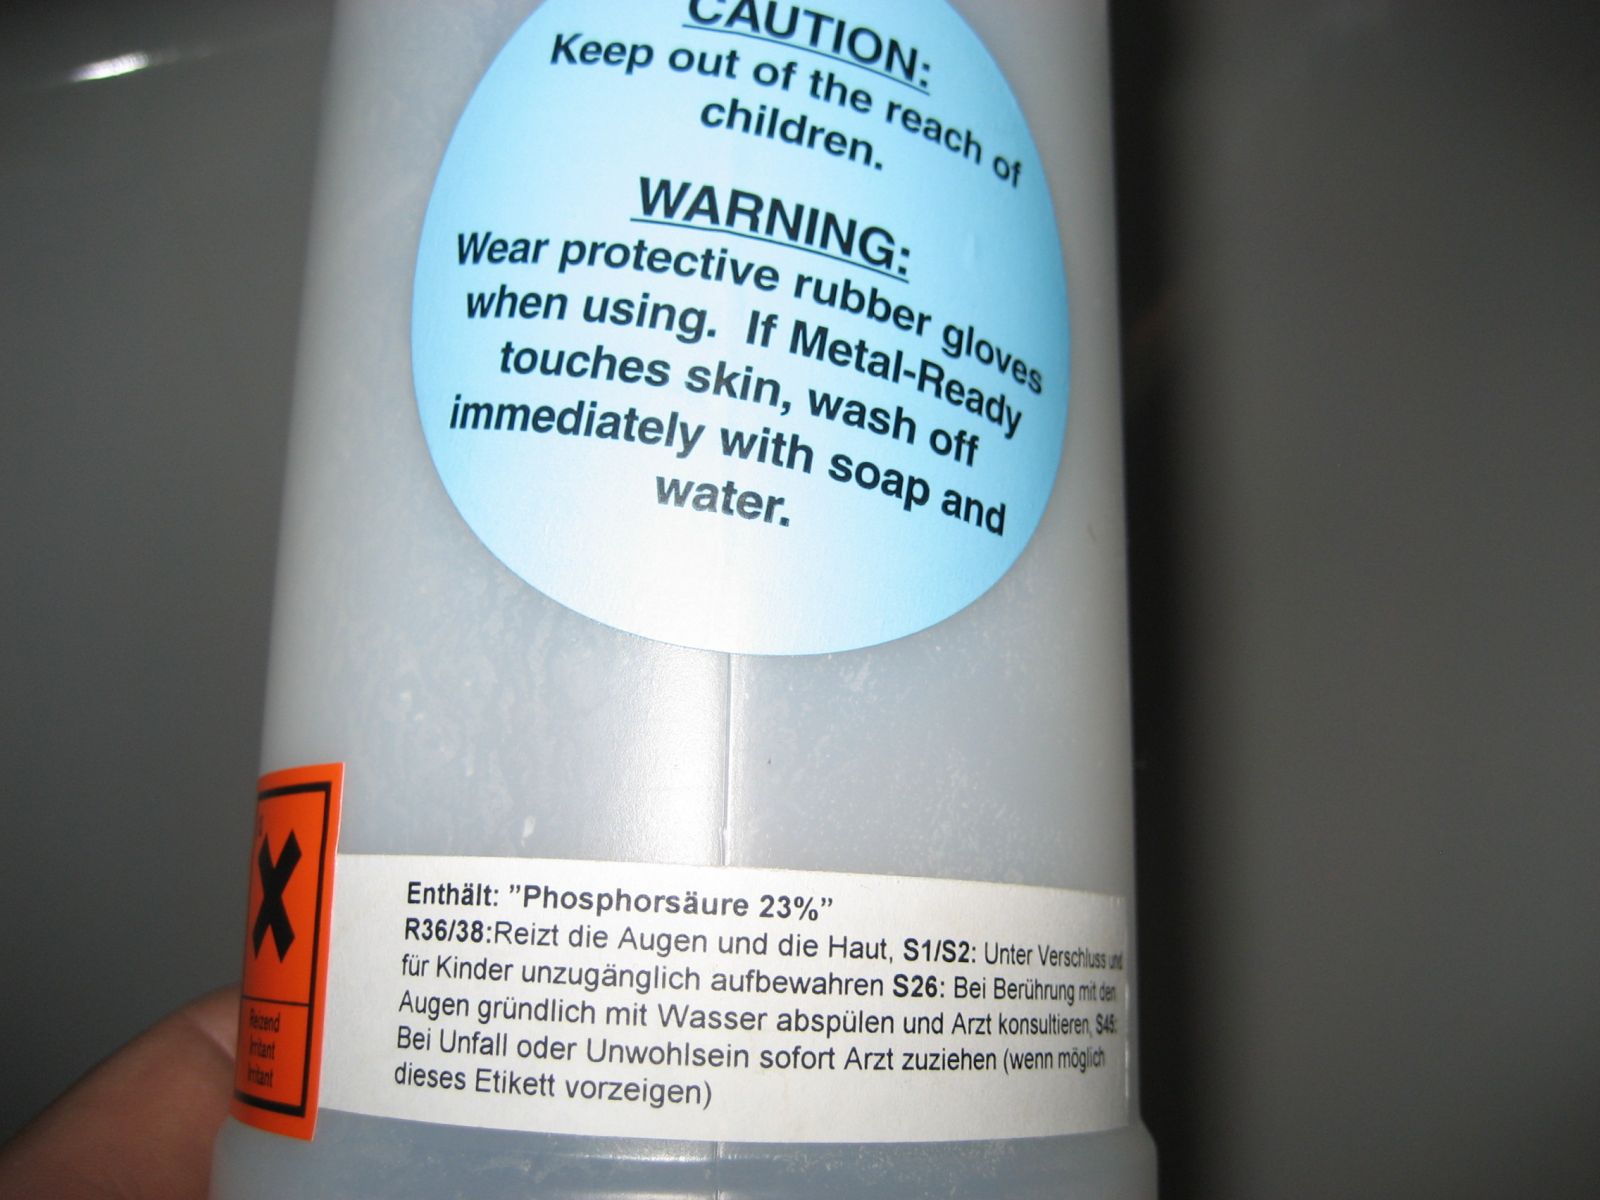 CAUTION:
Keep out of the reach of
children.
WARNING:
Wear protective rubber gloves
when using. If Metal-Ready
touches skin, wash off
immediately with soap and
water.
Enthält: ”Phosphorsäure 23%”
R36/38:Reizt die Augen und die Haut, S1/S2: Unter Verschluss und
für Kinder unzugänglich aufbewahren S26: Bei Berührung mit den
Augen gründlich mit Wasser abspülen und Arzt konsultieren, S45:
Bei Unfall oder Unwohlsein sofort Arzt zuziehen (wenn möglich
dieses Etikett vorzeigen)
Reizend
Irritant
Irritant